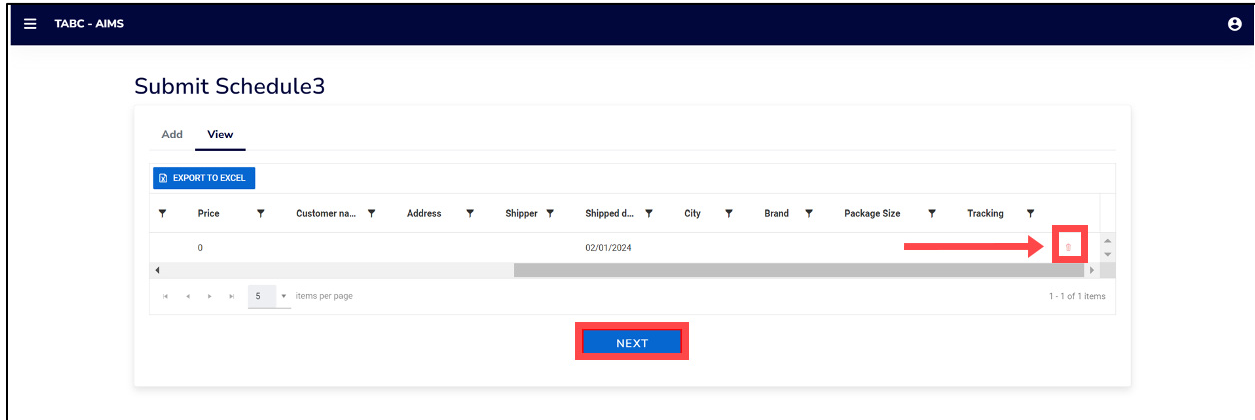 TABC - AIMS
Submit Schedule3
Add View
EXPORT TO EXCEL
Price Customer na... Address Shipper Shipped d... City Brand Package Size Tracking
0 02/01/2024
5 items per page 1 - 1 of 1 items
NEXT